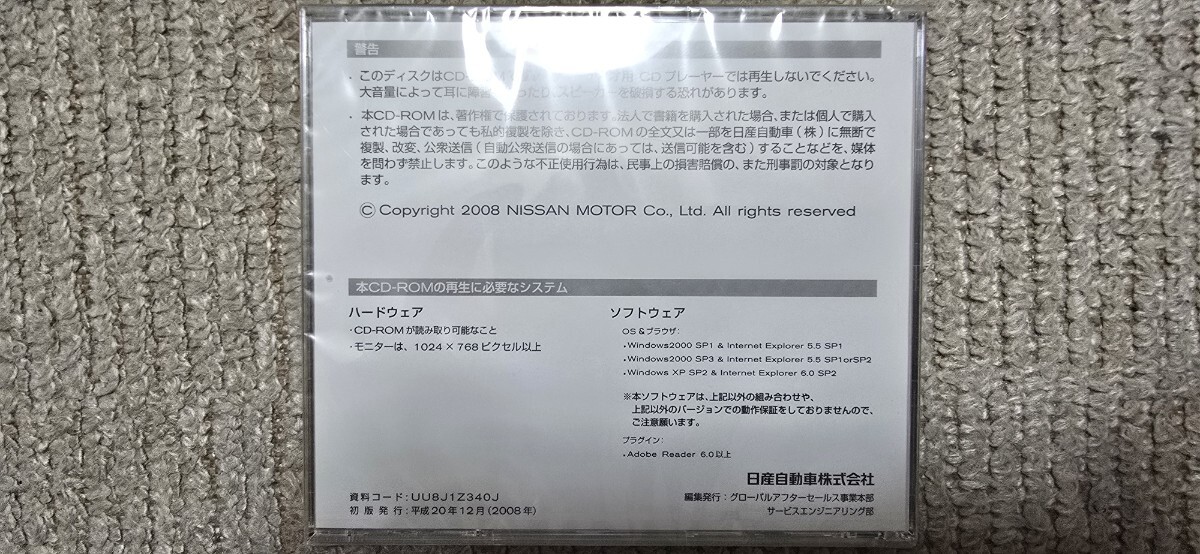 警告
・このディスクはCD- 用 CDプレーヤーでは再生しないでください。
大音量によって耳に障害 ったり、スピーカーを破損する恐れがあります。
・本CD-ROMは、著作権で保護されております。法人で書籍を購入された場合、または個人で購入
された場合であっても私的複製を除き、CD-ROMの全文又は一部を日産自動車（株）に無断で
複製、改変、公衆送信（自動公衆送信の場合にあっては、送信可能を含む）することなどを、媒体
を問わず禁止します。このような不正使用行為は、民事上の損害賠償の、また刑事罰の対象となり
ます。
© Copyright 2008 NISSAN MOTOR Co., Ltd. All rights reserved
本CD-ROMの再生に必要なシステム
ハードウェア
・CD-ROMが読み取り可能なこと
・モニターは、1024×768ピクセル以上
ソフトウェア
OS＆ブラウザ：
・Windows2000 SP1 & Internet Explorer 5.5 SP1
・Windows2000 SP3 & Internet Explorer 5.5 SP1orSP2
・Windows XP SP2 & Internet Explorer 6.0 SP2
※本ソフトウェアは、上記以外の組み合わせや、
上記以外のバージョンでの動作保証をしておりませんので、
ご注意願います。
プラグイン：
・Adobe Reader 6.0以上
日産自動車株式会社
資料コード：UU8J1Z340J
初版発行：平成20年12月（2008年）
編集発行：グローバルアフターセールス事業本部
サービスエンジニアリング部